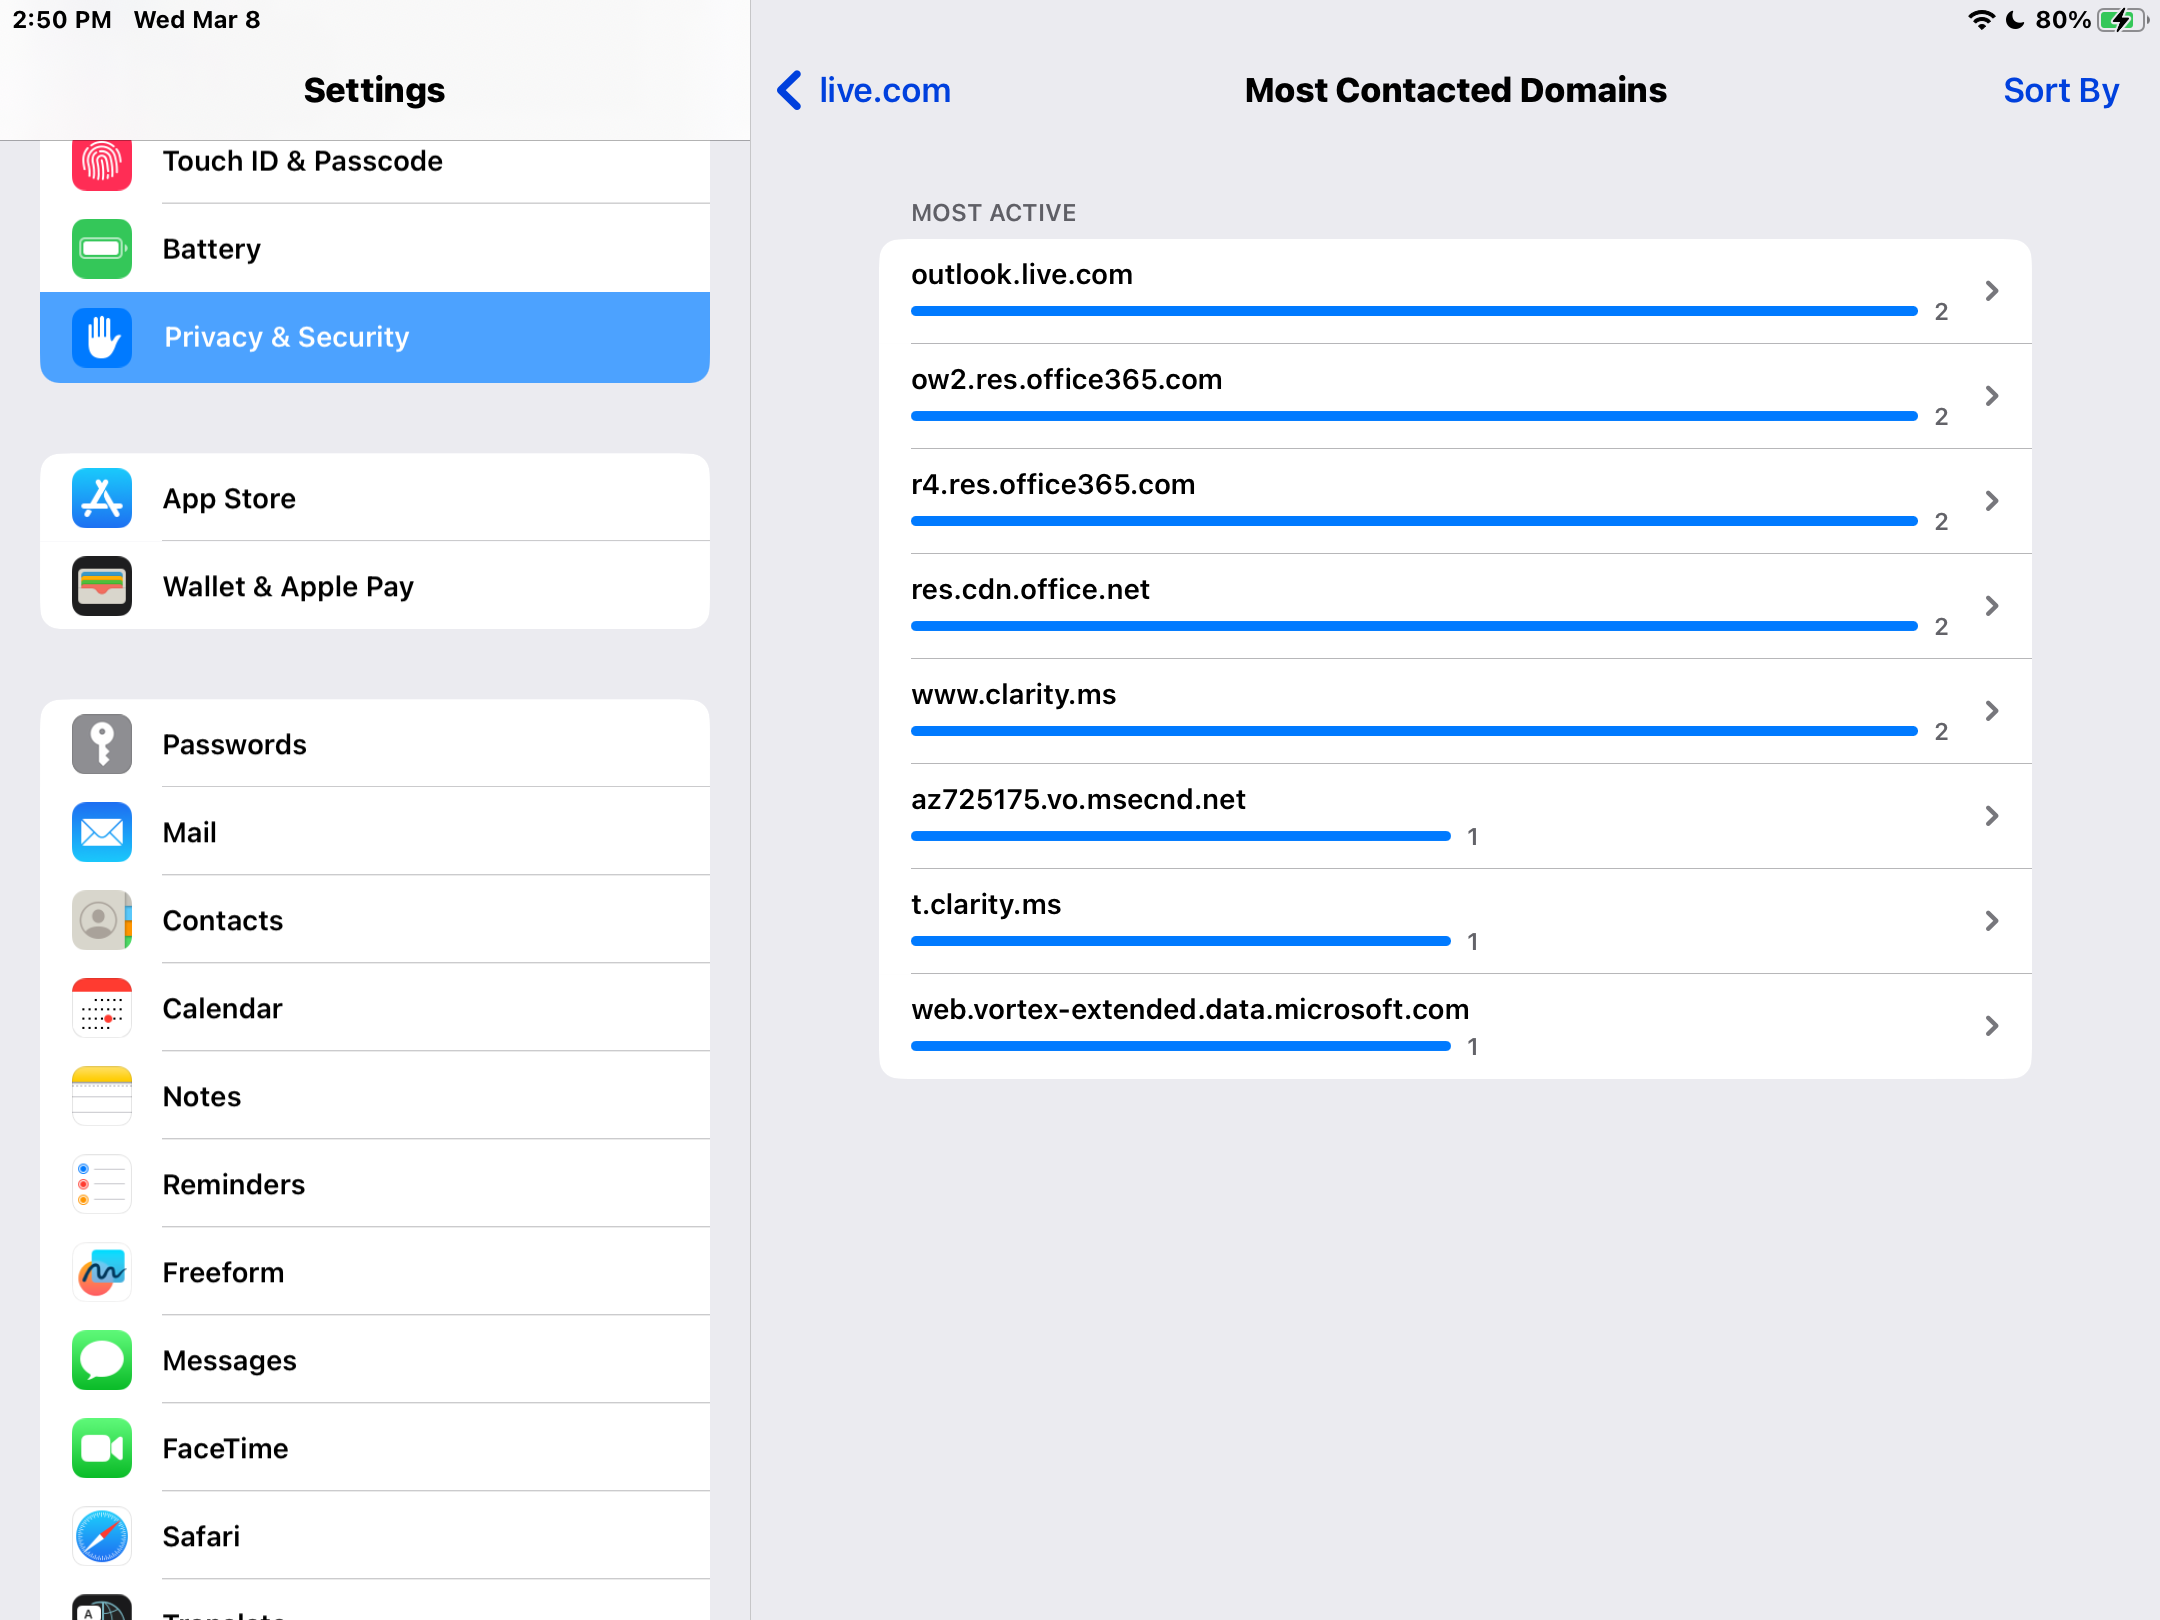 2:50 PM Wed Mar 8
80%
Settings
Touch ID & Passcode
Battery
Privacy & Security
App Store
Wallet & Apple Pay
Passwords
Mail
Contacts
Calendar
Notes
Reminders
Freeform
Messages
FaceTime
Safari
Translate
live.com
Most Contacted Domains
Sort By
MOST ACTIVE
outlook.live.com
2
ow2.res.office365.com
2
r4.res.office365.com
2
res.cdn.office.net
2
www.clarity.ms
2
az725175.vo.msecnd.net
1
t.clarity.ms
1
web.vortex-extended.data.microsoft.com
1